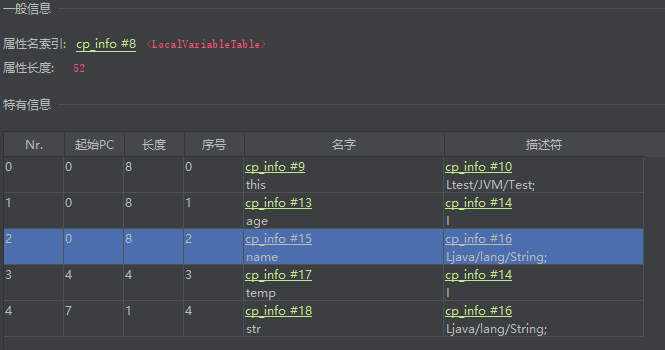 一般信息
属性名索引: cp_info #8 <LocalVariableTable>
属性长度: 52
特有信息
Nr. 起始PC 长度 序号 名字 描述符
0 0 8 0 cp_info #9 cp_info #10
this Ltest/JVM/Test;
1 0 8 1 cp_info #13 cp_info #14
age I
2 0 8 2 cp_info #15 cp_info #16
name Ljava/lang/String;
3 4 4 3 cp_info #17 cp_info #14
temp I
4 7 1 4 cp_info #18 cp_info #16
str Ljava/lang/String;